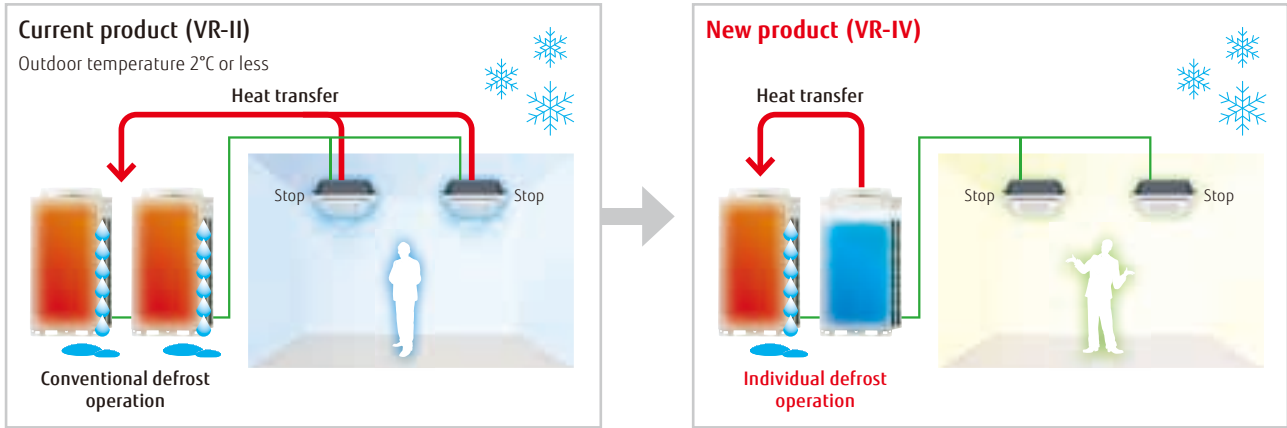 Current product (VR-II)
Outdoor temperature 2°C or less
Heat transfer
Stop
Stop
Conventional defrost
operation
New product (VR-IV)
Heat transfer
Stop
Stop
Individual defrost
operation